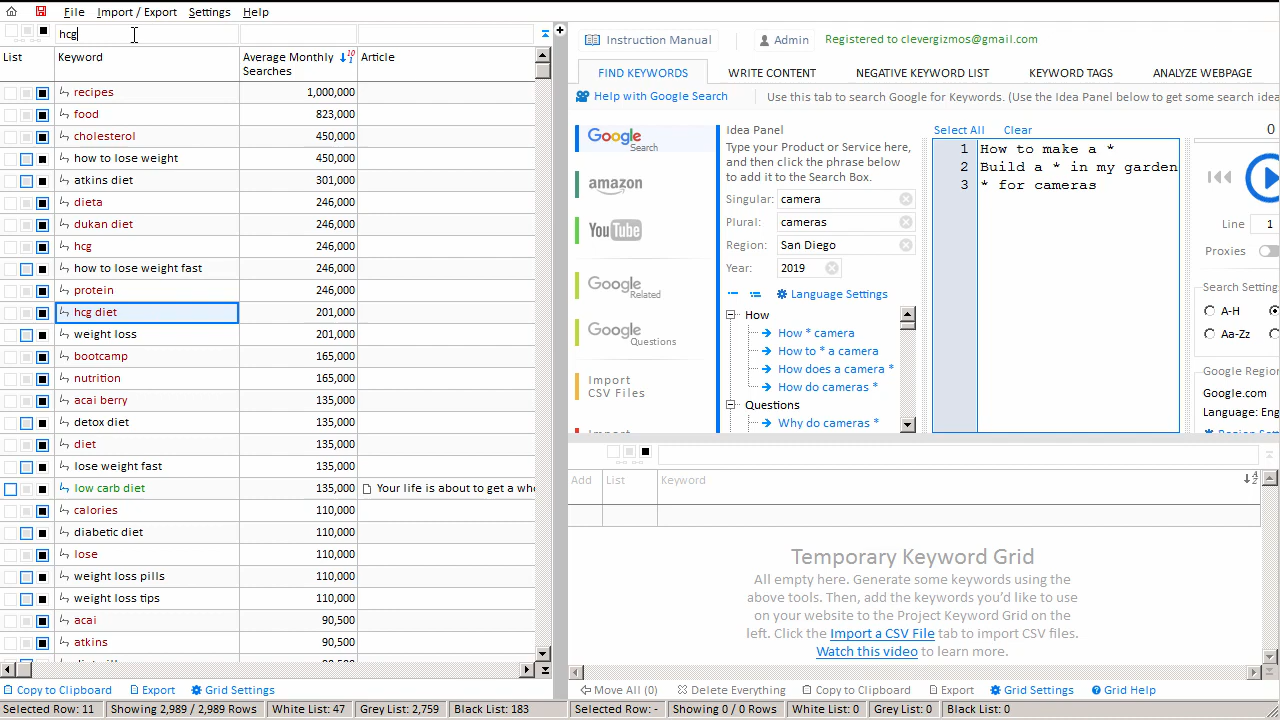 File Import / Export Settings Help
hcg
List Keyword Average Monthly Searches Article
recipes 1,000,000
food 823,000
cholesterol 450,000
how to lose weight 450,000
atkins diet 301,000
dieta 246,000
dukan diet 246,000
hcg 246,000
how to lose weight fast 246,000
protein 246,000
hcg diet 201,000
weight loss 201,000
bootcamp 165,000
nutrition 165,000
acai berry 135,000
detox diet 135,000
diet 135,000
lose weight fast 135,000
low carb diet 135,000 Your life is about to get a who
calories 110,000
diabetic diet 110,000
lose 110,000
weight loss pills 110,000
weight loss tips 110,000
acai 90,500
atkins 90,500
Copy to Clipboard Export Grid Settings
Selected Row: 11 Showing 2,989 / 2,989 Rows White List: 47 Grey List: 2,759 Black List: 183
Instruction Manual Admin Registered to clevergizmos@gmail.com
FIND KEYWORDS WRITE CONTENT NEGATIVE KEYWORD LIST KEYWORD TAGS ANALYZE WEBPAGE
Help with Google Search Use this tab to search Google for Keywords. (Use the Idea Panel below to get some search idea
Google Search
amazon
YouTube
Google Related
Google Questions
Import
CSV Files
Idea Panel
Type your Product or Service here,
and then click the phrase below
to add it to the Search Box.
Singular: camera
Plural: cameras
Region: San Diego
Year: 2019
Language Settings
How
How * camera
How to * a camera
How does a camera *
How do cameras *
Questions
Why do cameras *
Select All Clear
1 How to make a *
2 Build a * in my garden
3 * for cameras
0
Line 1
Proxies
Search Setting
A-H
Aa-Zz
Google Region
Google.com
Language: Eng
Add List Keyword
Temporary Keyword Grid
All empty here. Generate some keywords using the
above tools. Then, add the keywords you'd like to use
on your website to the Project Keyword Grid on the
left. Click the Import a CSV File tab to import CSV files.
Watch this video to learn more.
Move All (0) Delete Everything Copy to Clipboard Export Grid Settings Grid Help
Selected Row: - Showing 0 / 0 Rows White List: 0 Grey List: 0 Black List: 0